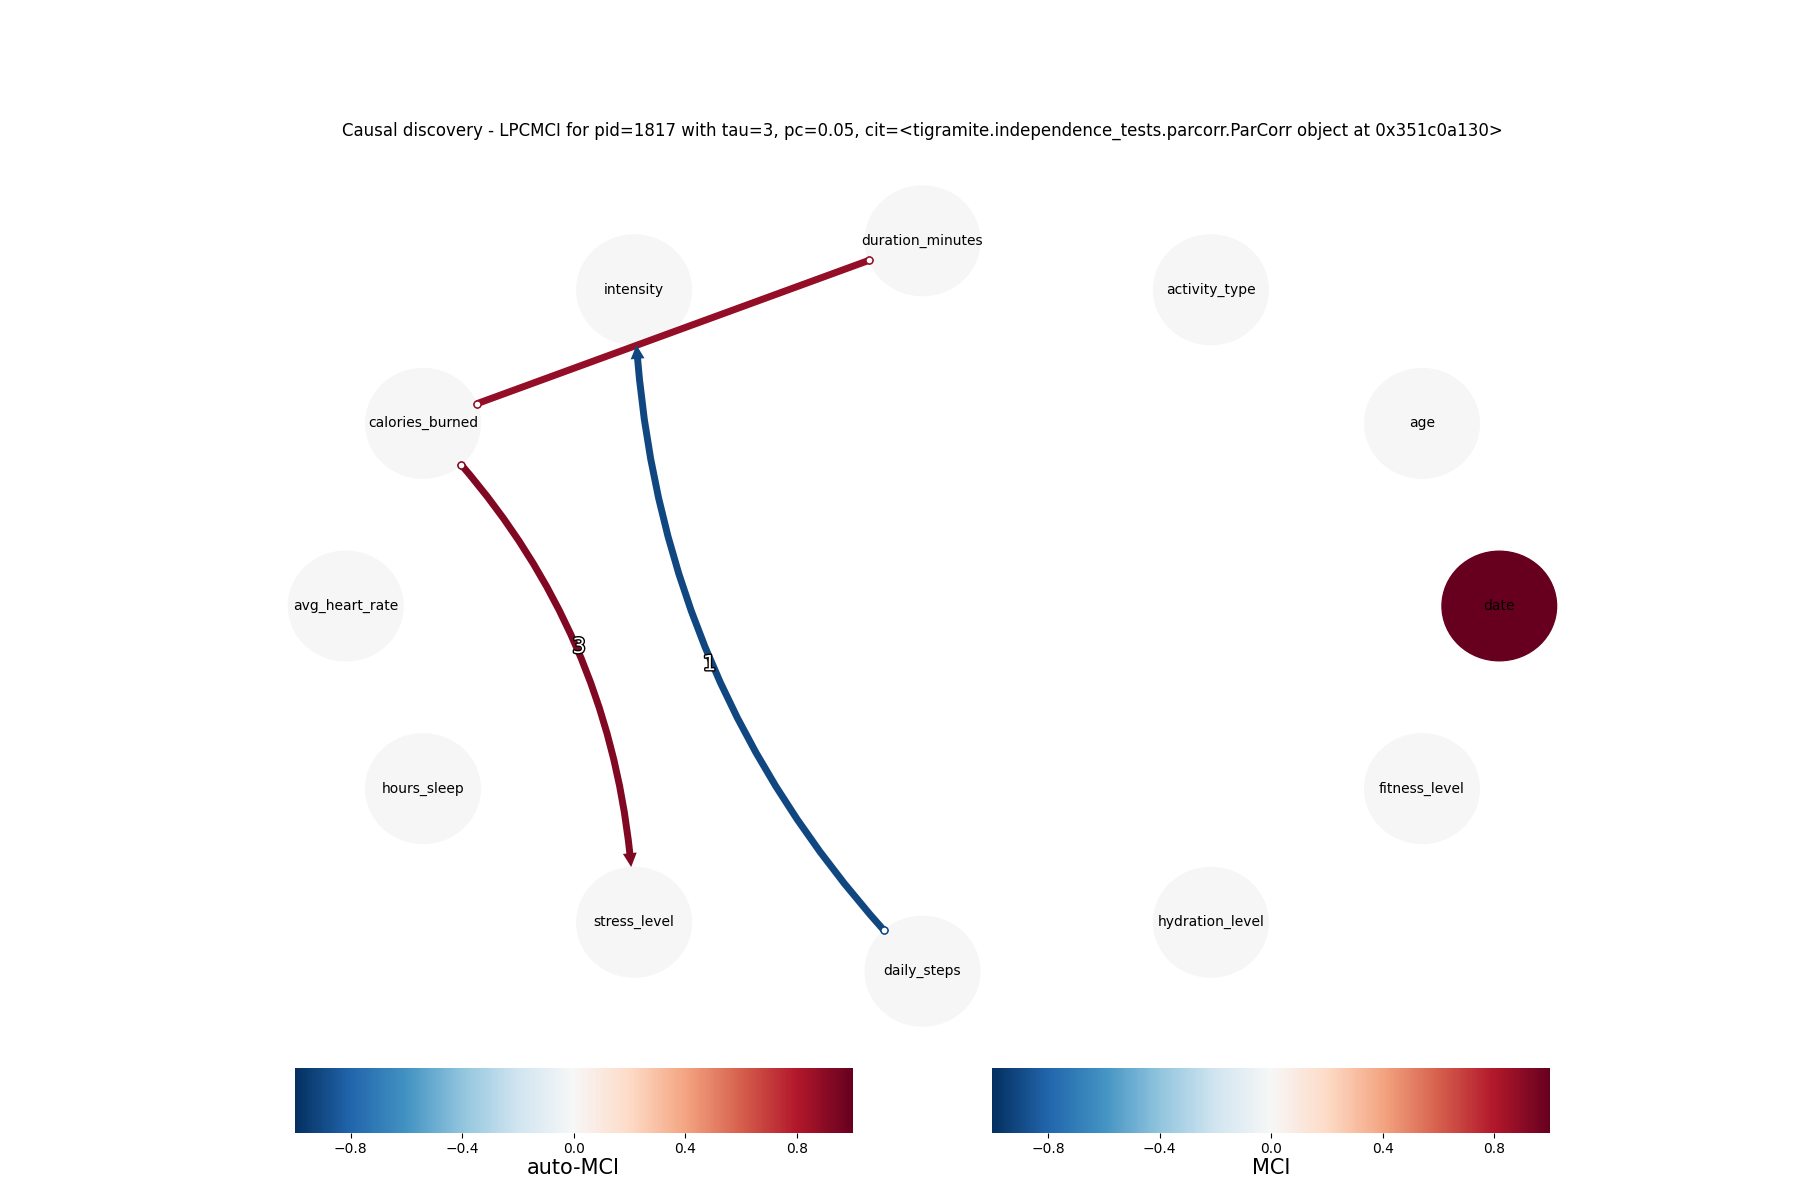 Causal discovery - LPCMCI for pid=1817 with tau=3, pc=0.05, cit=<tigramite.independence_tests.parcorr.ParCorr object at 0x351c0a130>
duration_minutes
intensity
activity_type
calories_burned
age
avg_heart_rate
date
3
1
hours_sleep
fitness_level
stress_level
hydration_level
daily_steps
−0.8 −0.4 0.0 0.4 0.8
auto-MCI
−0.8 −0.4 0.0 0.4 0.8
MCI